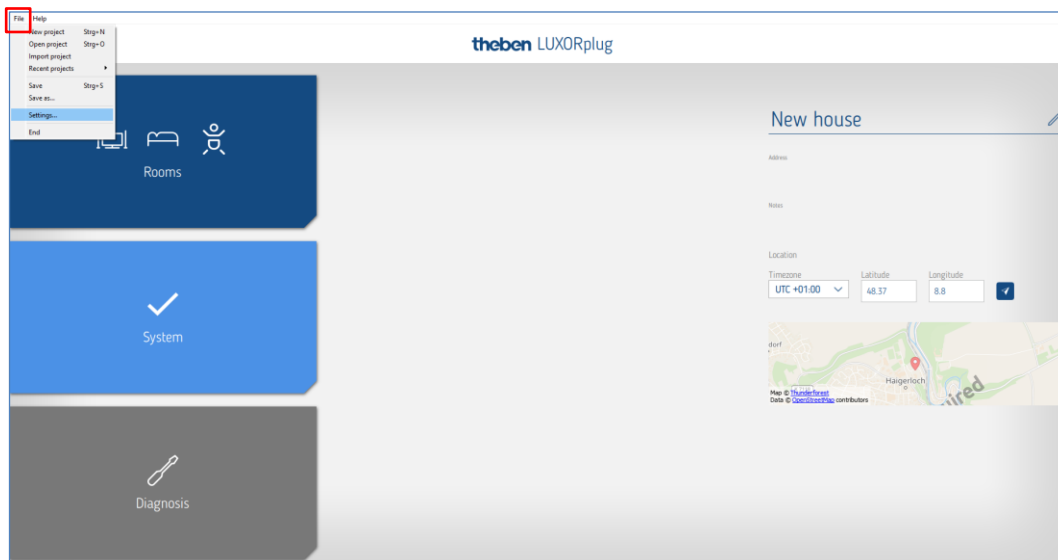 File Help
New project Strg+N
Open project Strg+O
Import project
Recent projects
Save Strg+S
Save as...
Settings...
End
theben LUXORplug
Rooms
System
Diagnosis
New house
Address
Notes
Location
Timezone Latitude Longitude
UTC +01:00 48.37 8.8
dorf
Haigerloch
ired
Map © Thunderforest
Data © OpenStreetMap contributors